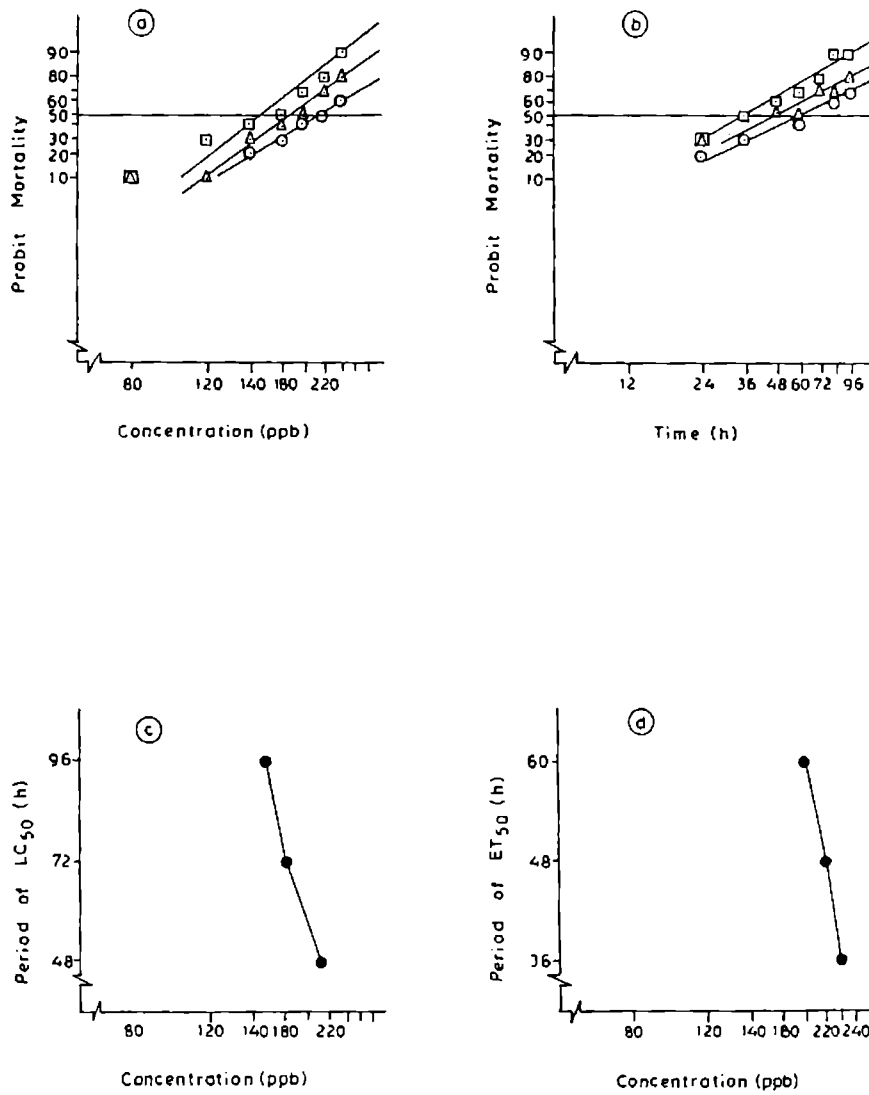 a
90
80
60
50
30
20
10
Probit Mortality
80 120 140 180 220
Concentration (ppb)
b
90
80
60
50
30
20
10
Probit Mortality
12 24 36 48 60 72 96
Time (h)
c
96
72
48
Period of LC50 (h)
80 120 140 180 220
Concentration (ppb)
d
60
48
36
Period of ET50 (h)
80 120 140 180 220 240
Concentration (ppb)